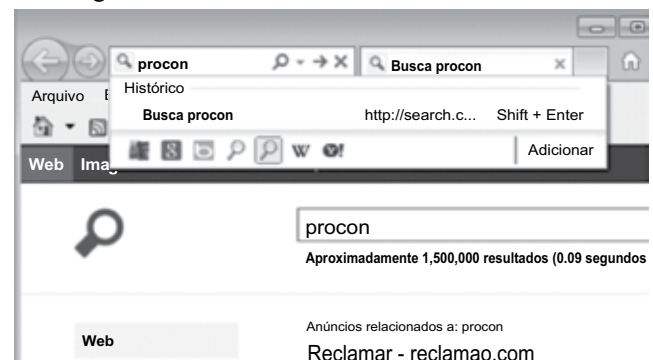 procon
Busca procon
Arquivo
Histórico
Busca procon http://search.c... Shift + Enter
Adicionar
Web
procon
Aproximadamente 1,500,000 resultados (0.09 segundos
Web
Anúncios relacionados a: procon
Reclamar - reclamao.com